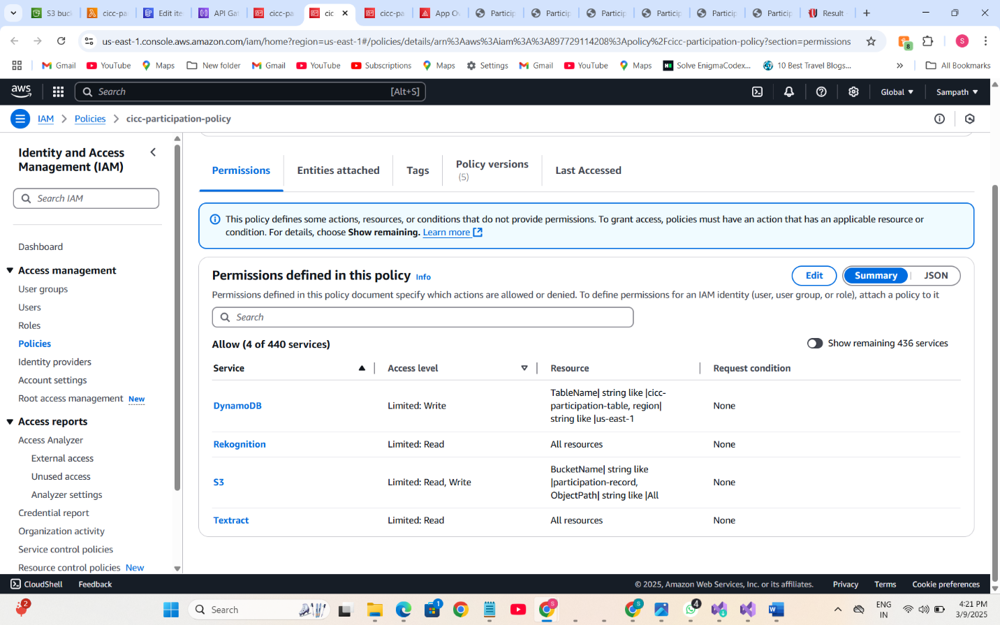 S3 buc
cicc-pa
Edit ite
API Gat
cicc-pa
cic
cicc-pa
App Ov
Particip
Particip
Particip
Particip
Particip
Particip
Result
us-east-1.console.aws.amazon.com/iam/home?region=us-east-1#/policies/details/arn%3Aaws%3Aiam%3A%3A897729114208%3Apolicy%2Fcicc-participation-policy?section=permissions
8
S
Gmail
YouTube
Maps
New folder
Gmail
YouTube
Subscriptions
Maps
Settings
Gmail
YouTube
Maps
Solve EnigmaCodex...
10 Best Travel Blogs...
All Bookmarks
aws
Search
[Alt+S]
Global
Sampath
IAM
Policies
cicc-participation-policy
Identity and Access
Management (IAM)
Search IAM
Dashboard
Access management
User groups
Users
Roles
Policies
Identity providers
Account settings
Root access management New
Access reports
Access Analyzer
External access
Unused access
Analyzer settings
Credential report
Organization activity
Service control policies
Resource control policies New
Permissions
Entities attached
Tags
Policy versions
(5)
Last Accessed
This policy defines some actions, resources, or conditions that do not provide permissions. To grant access, policies must have an action that has an applicable resource or
condition. For details, choose Show remaining. Learn more
Permissions defined in this policy Info
Edit
Summary
JSON
Permissions defined in this policy document specify which actions are allowed or denied. To define permissions for an IAM identity (user, user group, or role), attach a policy to it
Search
Allow (4 of 440 services)
Show remaining 436 services
Service
Access level
Resource
Request condition
DynamoDB
Limited: Write
TableName| string like |cicc-
participation-table, region|
string like |us-east-1
None
Rekognition
Limited: Read
All resources
None
S3
Limited: Read, Write
BucketName| string like
|participation-record,
ObjectPath| string like |All
None
Textract
Limited: Read
All resources
None
CloudShell
Feedback
© 2025, Amazon Web Services, Inc. or its affiliates.
Privacy
Terms
Cookie preferences
2
Search
1
S
S
4
W
ENG
IN
4:21 PM
3/9/2025